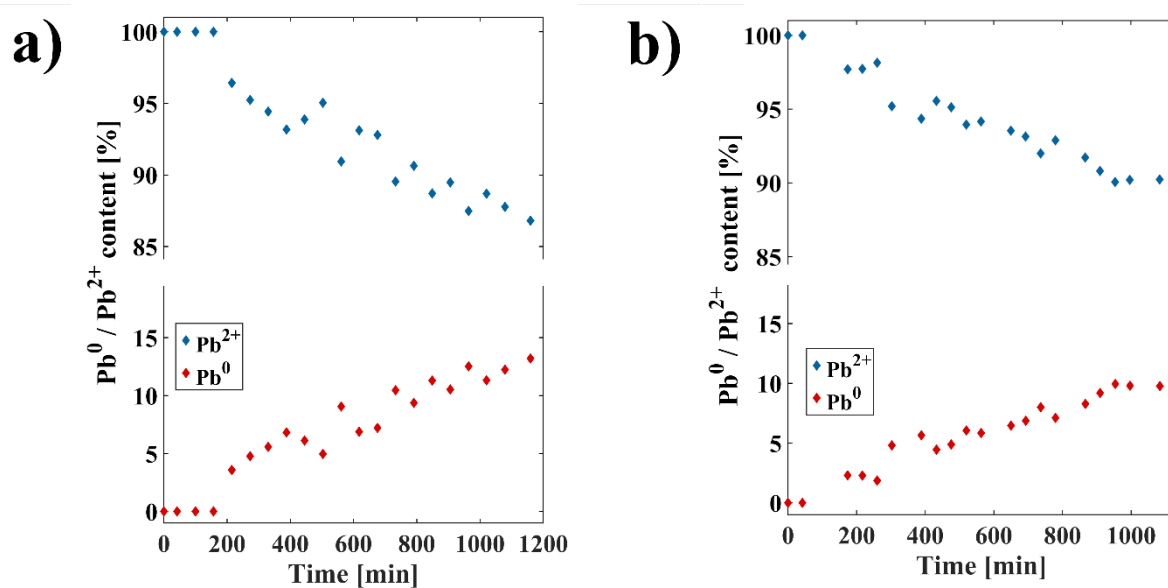 a)
Pb⁰ / Pb²⁺ content [%]
100
95
90
85
15
10
5
0
Pb²⁺
Pb⁰
0 200 400 600 800 1000 1200
Time [min]
b)
Pb⁰ / Pb²⁺ content [%]
100
95
90
85
15
10
5
0
Pb²⁺
Pb⁰
0 200 400 600 800 1000
Time [min]